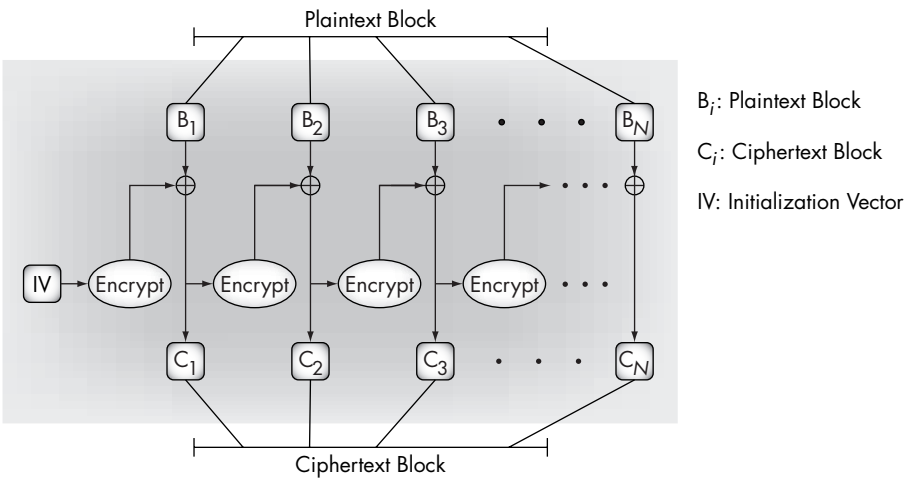 Plaintext Block
B1 B2 B3 • • • BN
• • •
IV Encrypt Encrypt Encrypt Encrypt • • •
C1 C2 C3 • • • CN
Ciphertext Block
Bi: Plaintext Block
Ci: Ciphertext Block
IV: Initialization Vector